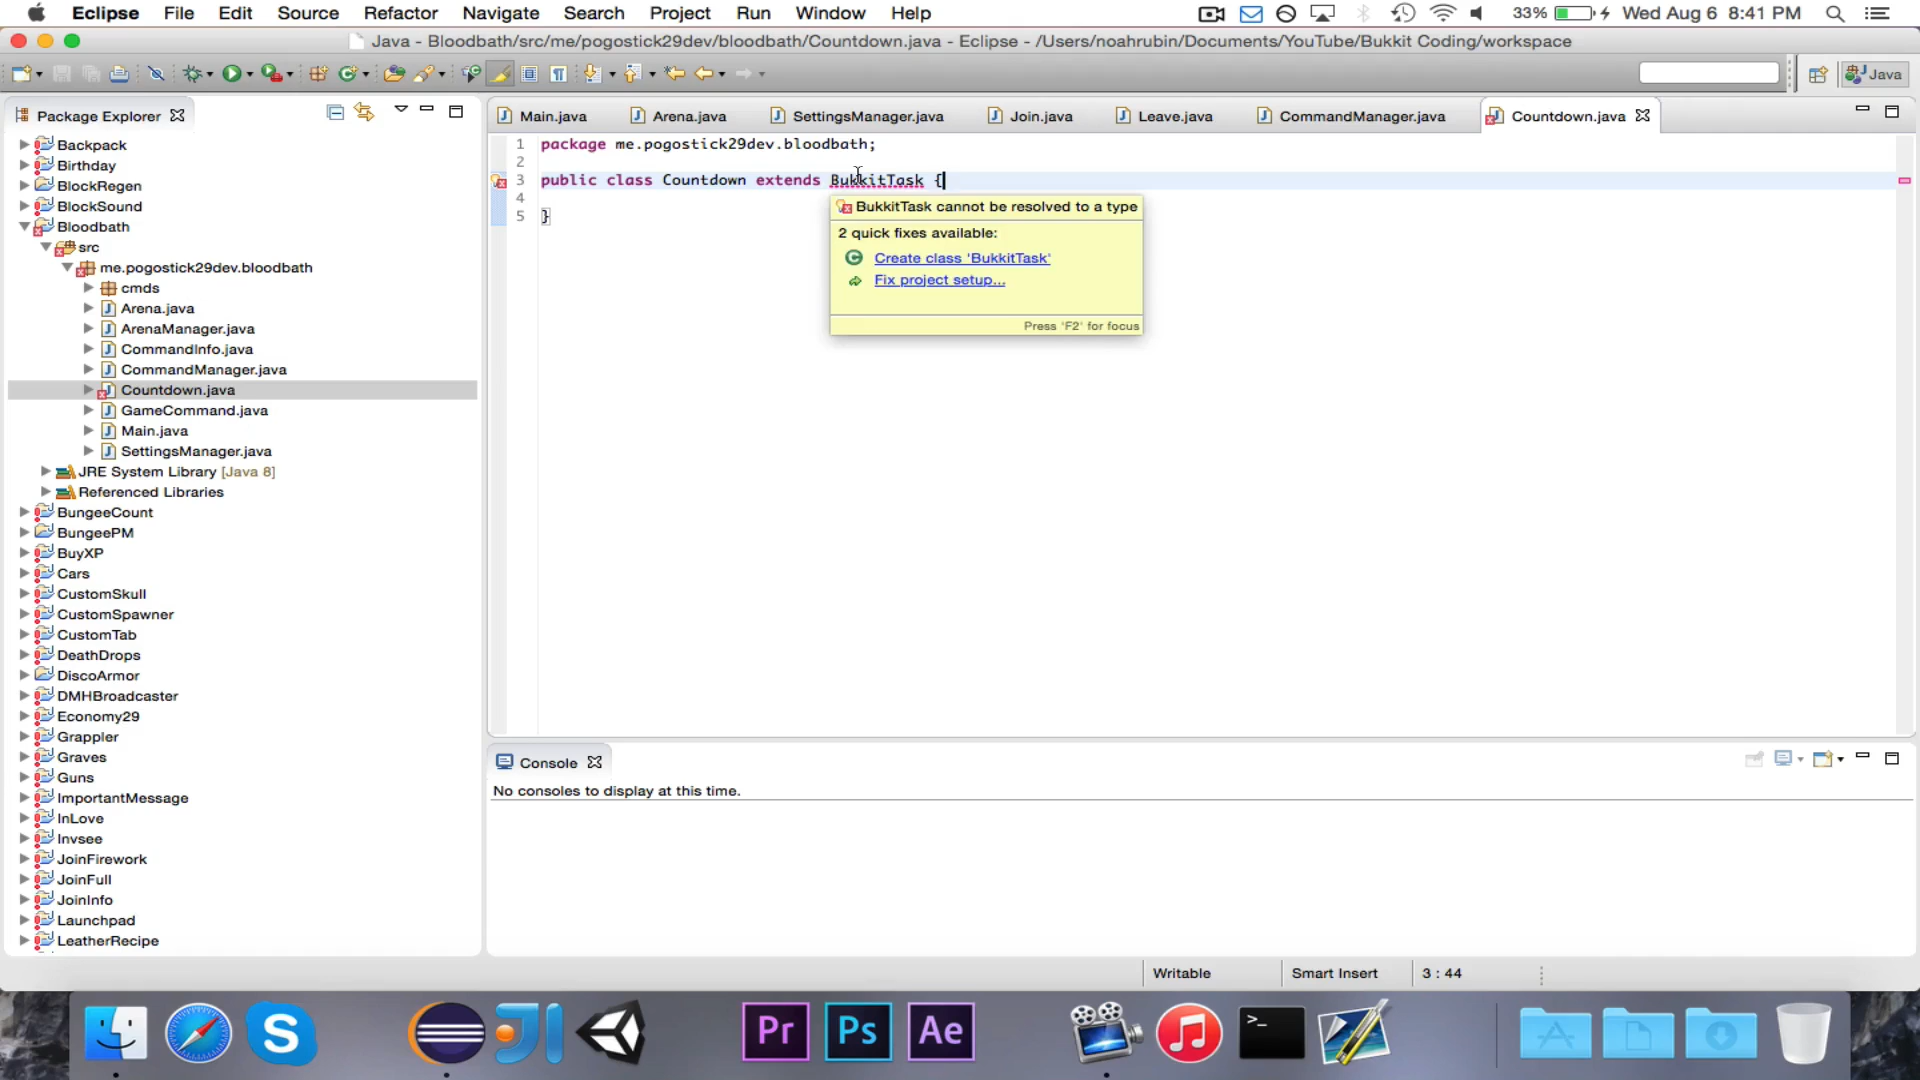 Eclipse File Edit Source Refactor Navigate Search Project Run Window Help 33% Wed Aug 6 8:41 PM
Java - Bloodbath/src/me/pogostick29dev/bloodbath/Countdown.java - Eclipse - /Users/noahrubin/Documents/YouTube/Bukkit Coding/workspace
Java
Package Explorer
Main.java Arena.java SettingsManager.java Join.java Leave.java CommandManager.java Countdown.java
Backpack
Birthday
BlockRegen
BlockSound
Bloodbath
src
me.pogostick29dev.bloodbath
cmds
Arena.java
ArenaManager.java
CommandInfo.java
CommandManager.java
Countdown.java
GameCommand.java
Main.java
SettingsManager.java
JRE System Library [Java 8]
Referenced Libraries
BungeeCount
BungeePM
BuyXP
Cars
CustomSkull
CustomSpawner
CustomTab
DeathDrops
DiscoArmor
DMHBroadcaster
Economy29
Grappler
Graves
Guns
ImportantMessage
InLove
Invsee
JoinFirework
JoinFull
JoinInfo
Launchpad
LeatherRecipe
1 package me.pogostick29dev.bloodbath;
2
3 public class Countdown extends BukkitTask {
4
5 }
BukkitTask cannot be resolved to a type
2 quick fixes available:
Create class 'BukkitTask'
Fix project setup...
Press 'F2' for focus
Console
No consoles to display at this time.
Writable Smart Insert 3 : 44
Pr Ps Ae